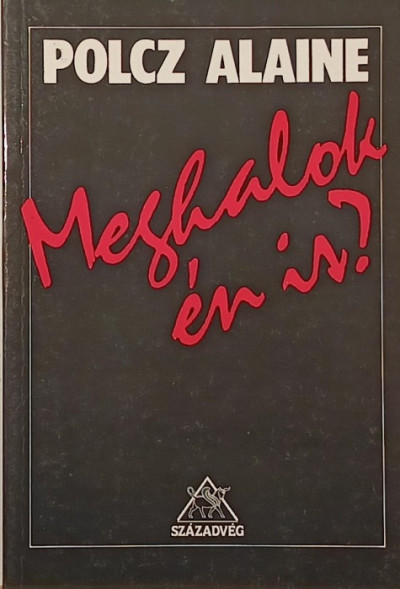 POLCZ ALAINE
Meghalok
én is?
SZÁZADVÉG